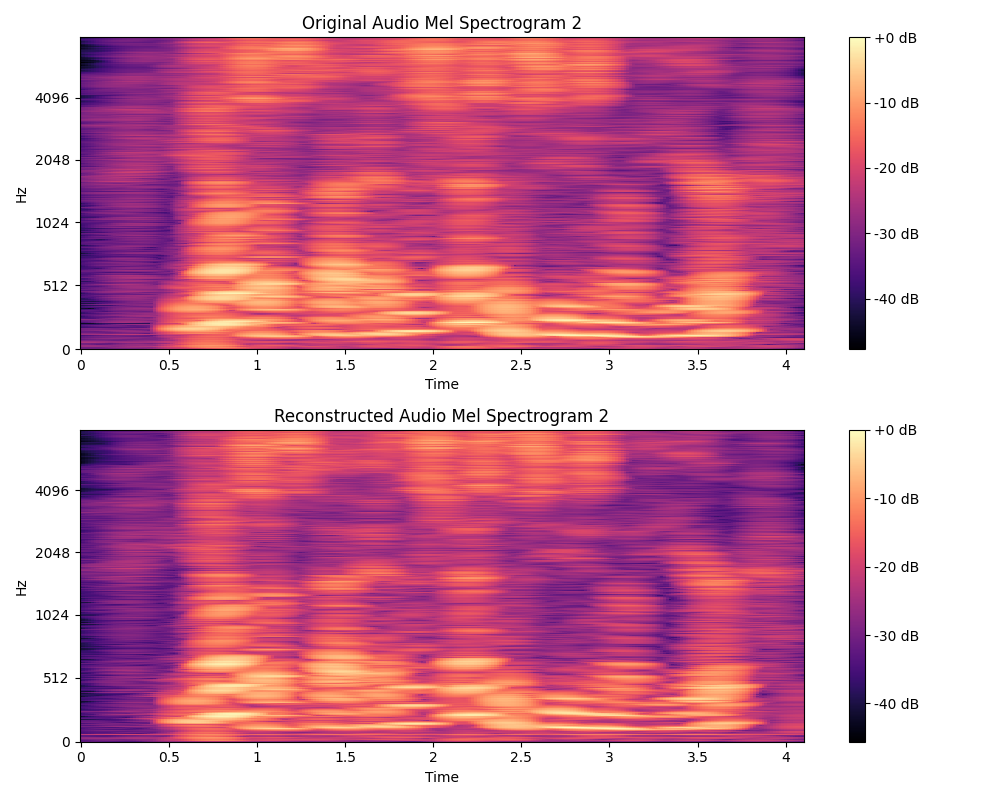 Original Audio Mel Spectrogram 2
+0 dB
4096
-10 dB
2048
-20 dB
Hz
1024
-30 dB
512
-40 dB
0
0 0.5 1 1.5 2 2.5 3 3.5 4
Time
Reconstructed Audio Mel Spectrogram 2
+0 dB
4096
-10 dB
2048
-20 dB
Hz
1024
-30 dB
512
-40 dB
0
0 0.5 1 1.5 2 2.5 3 3.5 4
Time